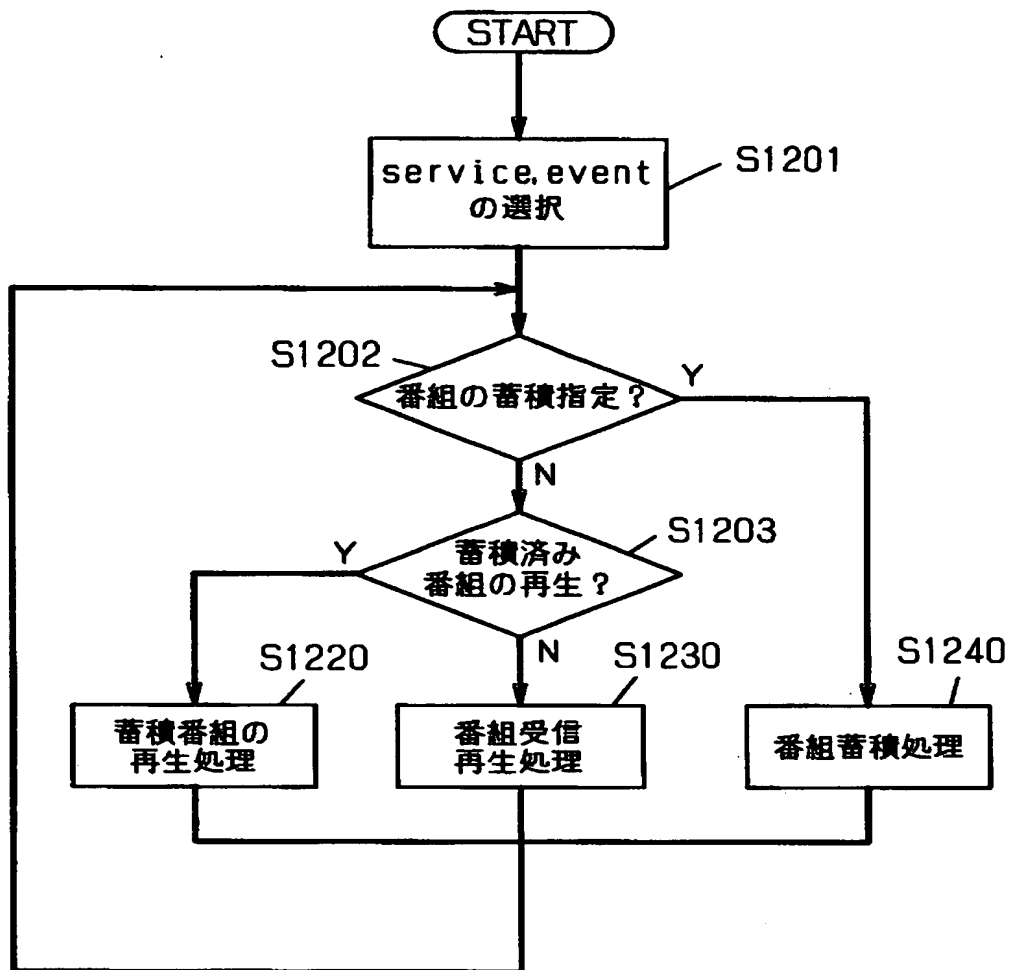 START
service,event
の選択
S1201
S1202
番組の蓄積指定？
Y
N
S1203
蓄積済み
番組の再生？
Y
N
S1220
蓄積番組の
再生処理
S1230
番組受信
再生処理
S1240
番組蓄積処理